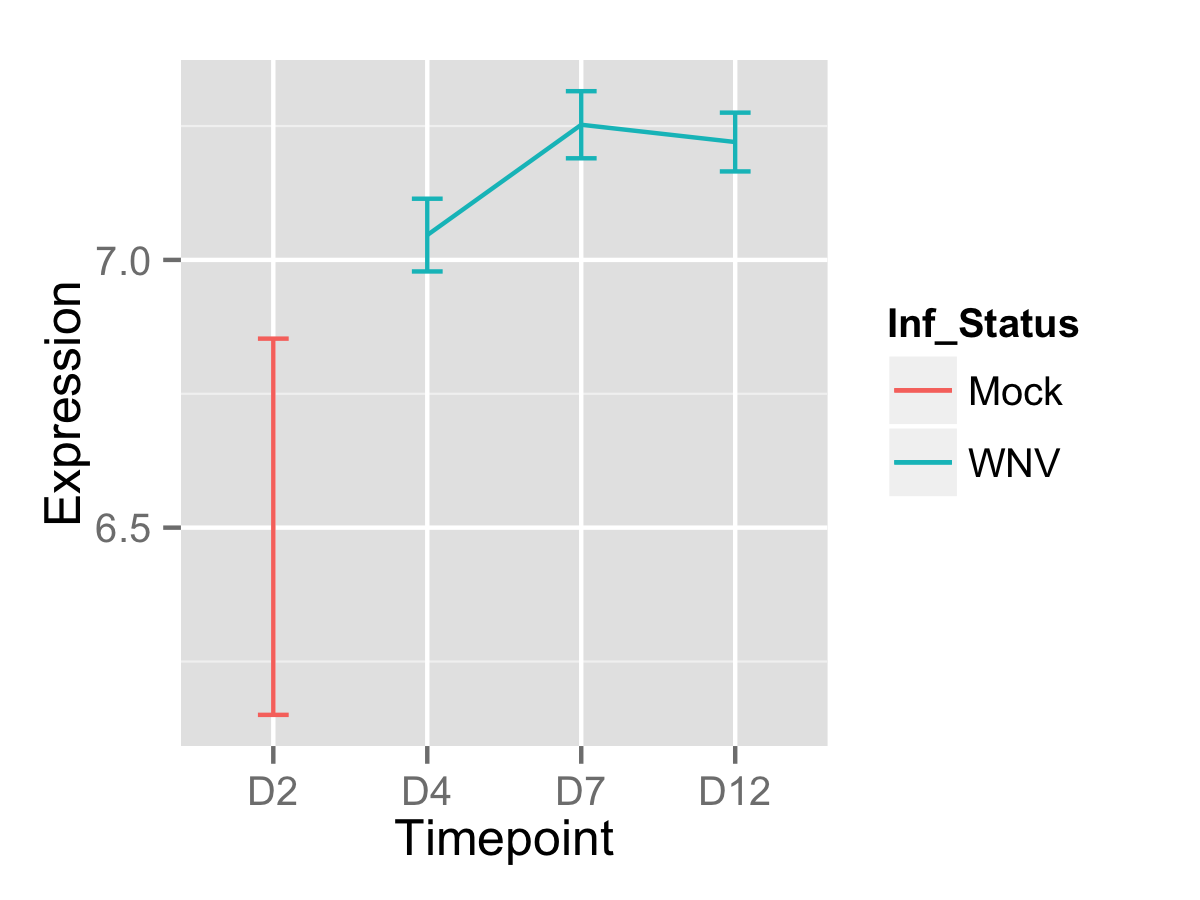 Expression
7.0
6.5
D2 D4 D7 D12
Timepoint
Inf_Status
Mock
WNV